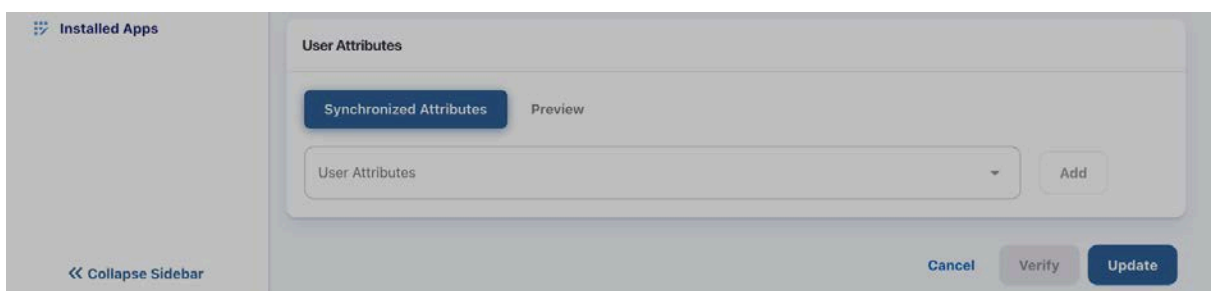 Installed Apps
User Attributes
Synchronized Attributes
Preview
User Attributes
Add
Collapse Sidebar
Cancel
Verify
Update